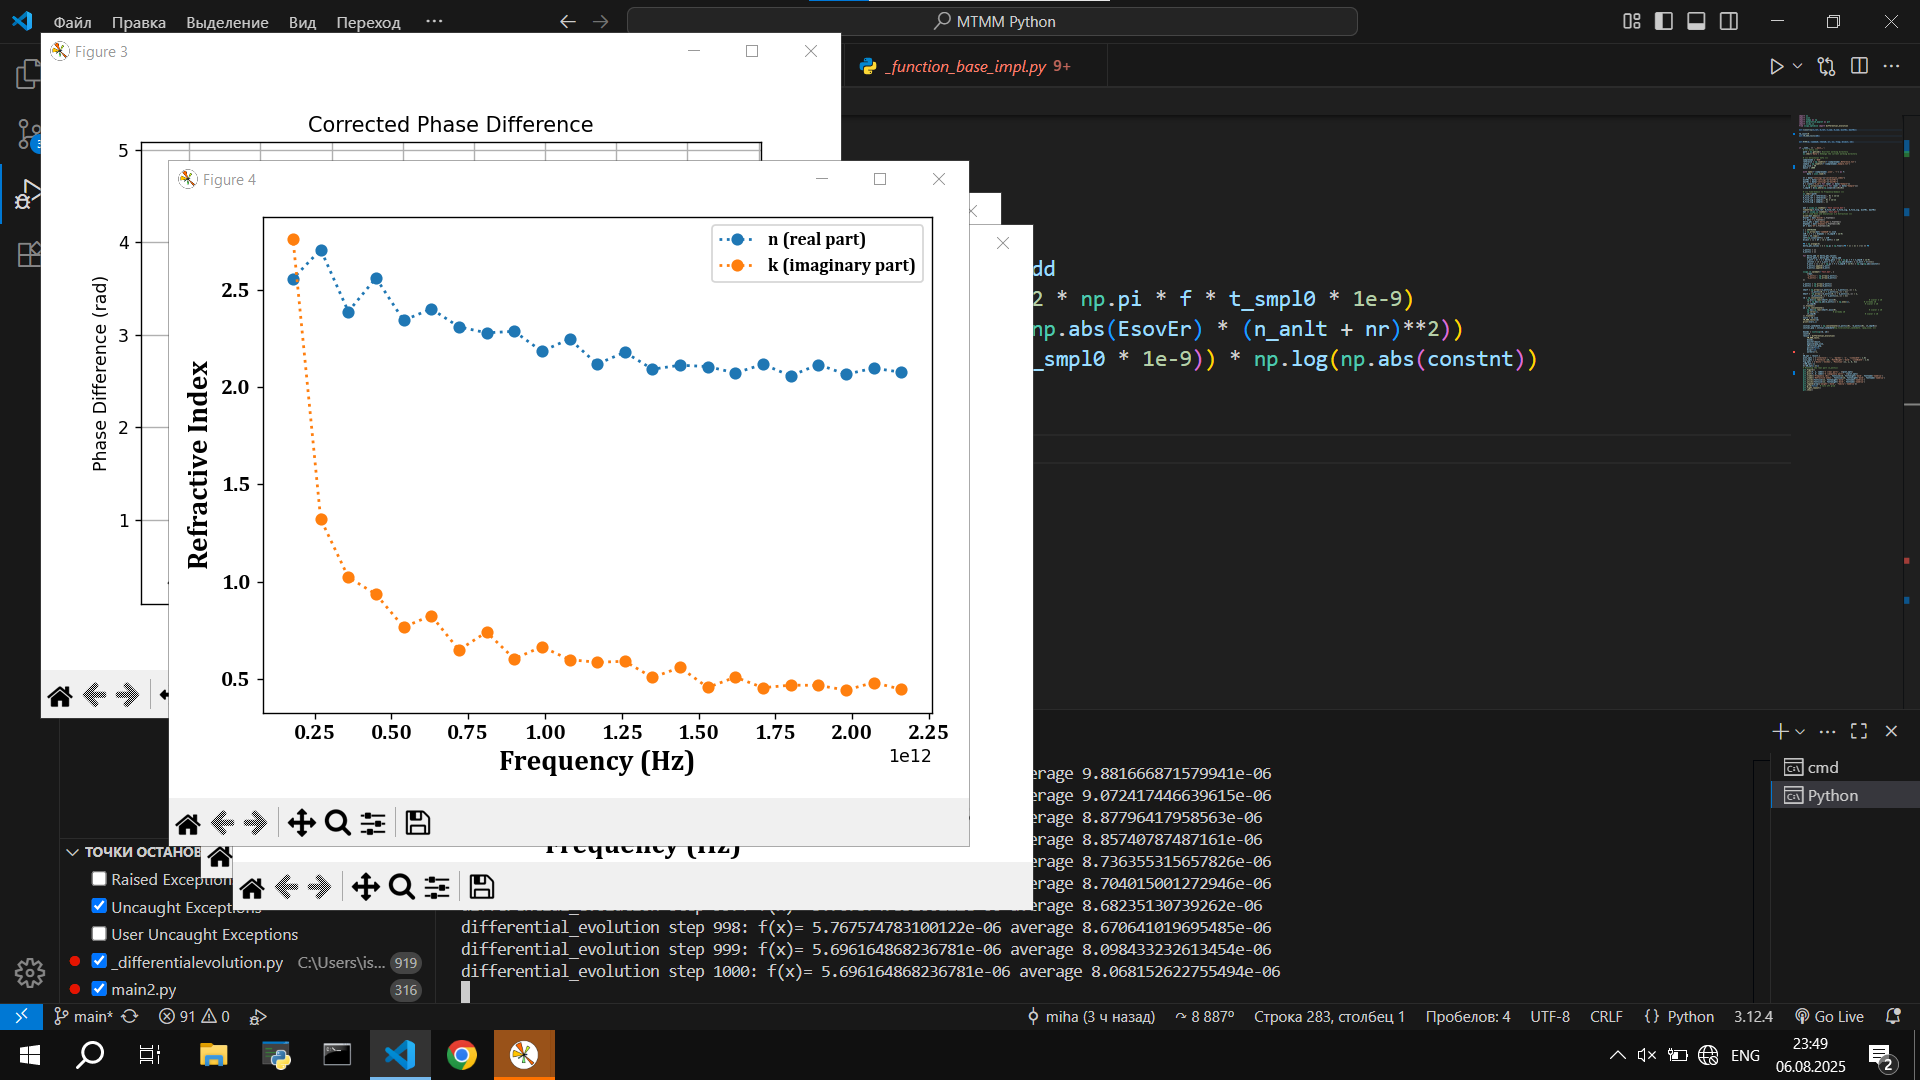 Файл Правка Выделение Вид Переход ···
MTMM Python
Figure 3
_function_base_impl.py 9+
Corrected Phase Difference
5
4
3
2
1
Phase Difference (rad)
Figure 4
n (real part)
k (imaginary part)
2.5
2.0
1.5
1.0
0.5
Refractive Index
0.25 0.50 0.75 1.00 1.25 1.50 1.75 2.00 2.25
1e12
Frequency (Hz)
dd
2 * np.pi * f * t_smpl0 * 1e-9)
np.abs(EsovEr) * (n_anlt + nr)**2))
_smpl0 * 1e-9)) * np.log(np.abs(constnt))
Frequency (Hz)
cmd
Python
erage 9.881666871579941e-06
erage 9.072417446639615e-06
erage 8.87796417958563e-06
erage 8.85740787487161e-06
erage 8.736355315657826e-06
erage 8.704015001272946e-06
erage 8.68235130739262e-06
differential_evolution step 998: f(x)= 5.767574783100122e-06 average 8.670641019695485e-06
differential_evolution step 999: f(x)= 5.696164868236781e-06 average 8.098433232613454e-06
differential_evolution step 1000: f(x)= 5.696164868236781e-06 average 8.068152622755494e-06
ТОЧКИ ОСТАНОВ
Raised Exception
Uncaught Exceptions
User Uncaught Exceptions
_differentialevolution.py C:\Users\is... 919
main2.py 316
main* 91 0
miha (3 ч назад) 8 887º Строка 283, столбец 1 Пробелов: 4 UTF-8 CRLF {} Python 3.12.4 Go Live
ENG
23:49
06.08.2025
2